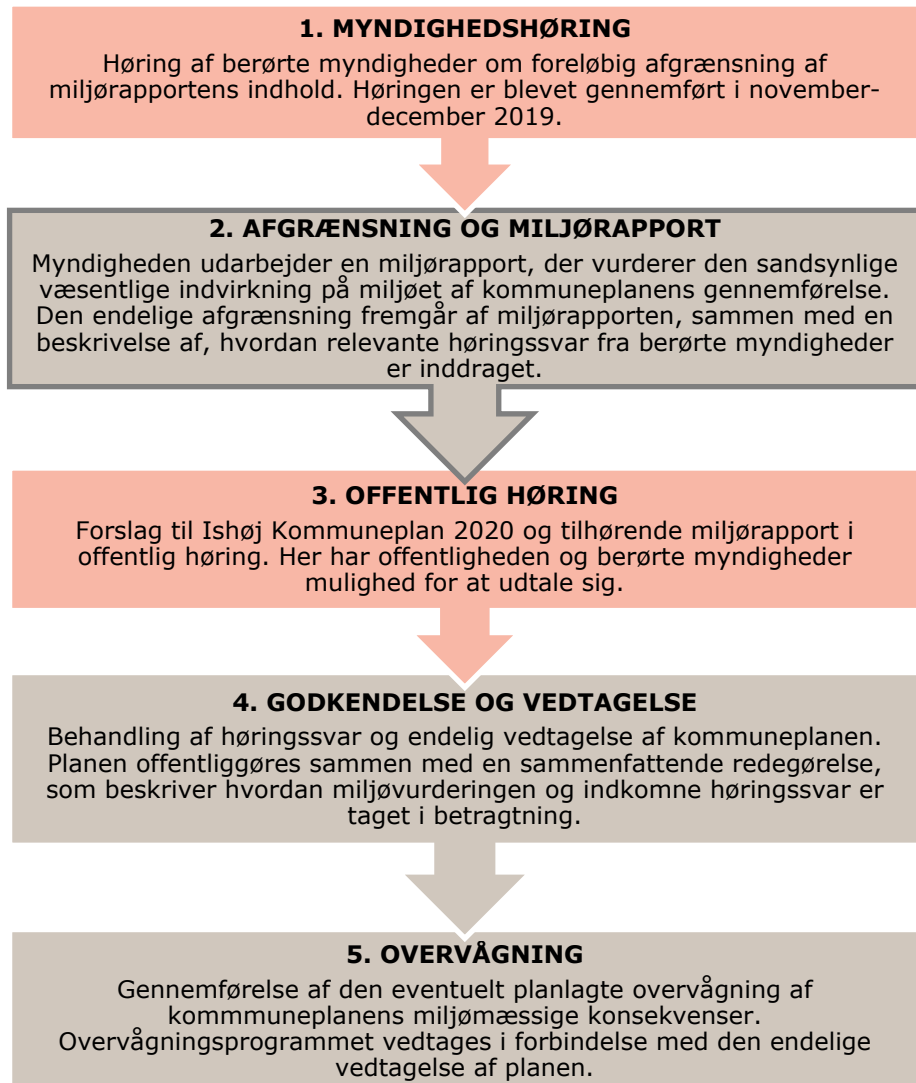 1. MYNDIGHEDSHØRING
Høring af berørte myndigheder om foreløbig afgrænsning af
miljørapportens indhold. Høringen er blevet gennemført i november-
december 2019.
2. AFGRÆNSNING OG MILJØRAPPORT
Myndigheden udarbejder en miljørapport, der vurderer den sandsynlige
væsentlige indvirkning på miljøet af kommuneplanens gennemførelse.
Den endelige afgrænsning fremgår af miljørapporten, sammen med en
beskrivelse af, hvordan relevante høringssvar fra berørte myndigheder
er inddraget.
3. OFFENTLIG HØRING
Forslag til Ishøj Kommuneplan 2020 og tilhørende miljørapport i
offentlig høring. Her har offentligheden og berørte myndigheder
mulighed for at udtale sig.
4. GODKENDELSE OG VEDTAGELSE
Behandling af høringssvar og endelig vedtagelse af kommuneplanen.
Planen offentliggøres sammen med en sammenfattende redegørelse,
som beskriver hvordan miljøvurderingen og indkomne høringssvar er
taget i betragtning.
5. OVERVÅGNING
Gennemførelse af den eventuelt planlagte overvågning af
kommmuneplanens miljømæssige konsekvenser.
Overvågningsprogrammet vedtages i forbindelse med den endelige
vedtagelse af planen.